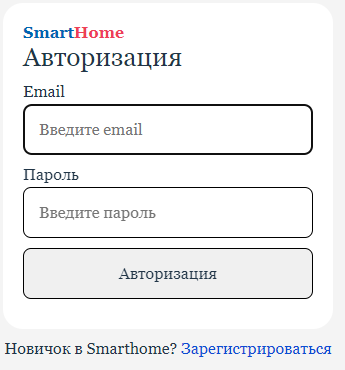 SmartHome
Авторизация
Email
Введите email
Пароль
Введите пароль
Авторизация
Новичок в Smarthome? Зарегистрироваться